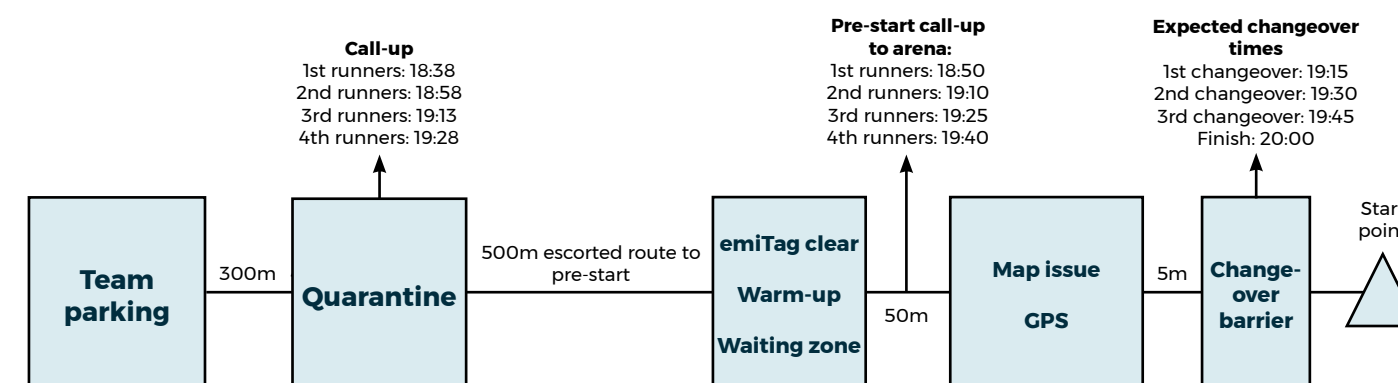 Call-up
1st runners: 18:38
2nd runners: 18:58
3rd runners: 19:13
4th runners: 19:28
Pre-start call-up
to arena:
1st runners: 18:50
2nd runners: 19:10
3rd runners: 19:25
4th runners: 19:40
Expected changeover
times
1st changeover: 19:15
2nd changeover: 19:30
3rd changeover: 19:45
Finish: 20:00
Team
parking
300m
Quarantine
500m escorted route to
pre-start
emiTag clear
Warm-up
Waiting zone
50m
Map issue
GPS
5m
Change-
over
barrier
Star
poin